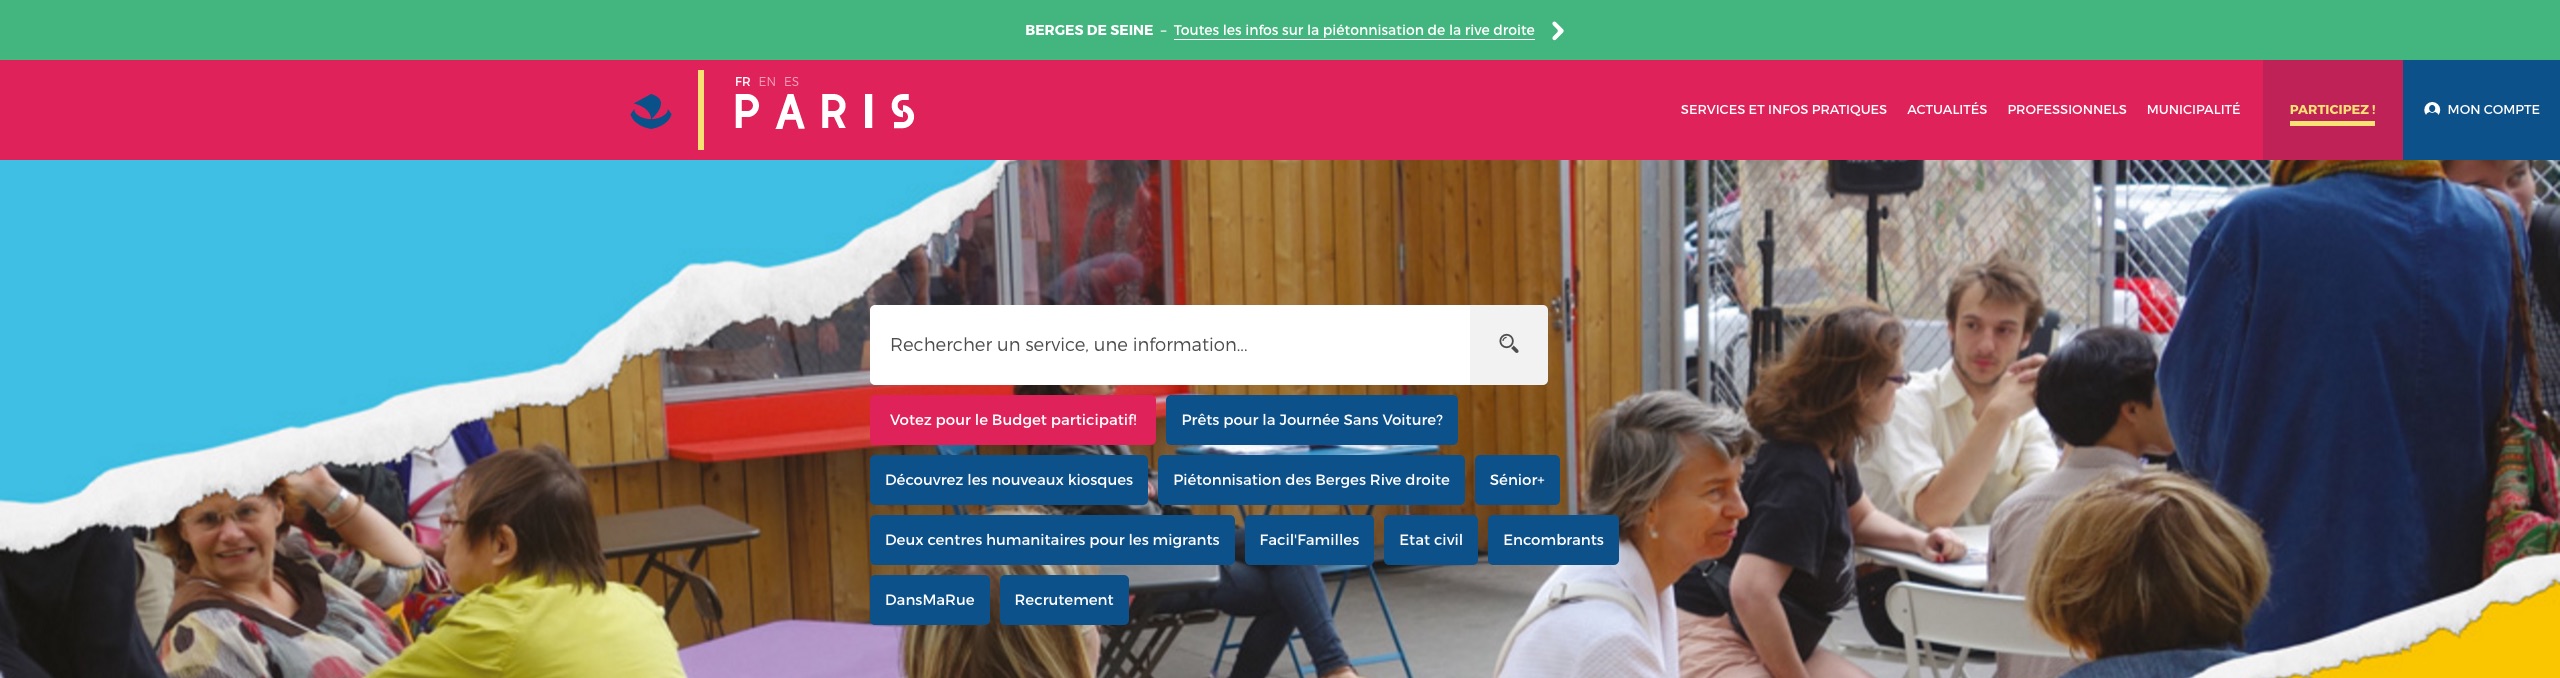 BERGES DE SEINE – Toutes les infos sur la piétonnisation de la rive droite
FR EN ES
PARIS
SERVICES ET INFOS PRATIQUES ACTUALITÉS PROFESSIONNELS MUNICIPALITÉ PARTICIPEZ ! MON COMPTE
Rechercher un service, une information...
Votez pour le Budget participatif! Prêts pour la Journée Sans Voiture?
Découvrez les nouveaux kiosques Piétonnisation des Berges Rive droite Sénior+
Deux centres humanitaires pour les migrants Facil'Familles Etat civil Encombrants
DansMaRue Recrutement